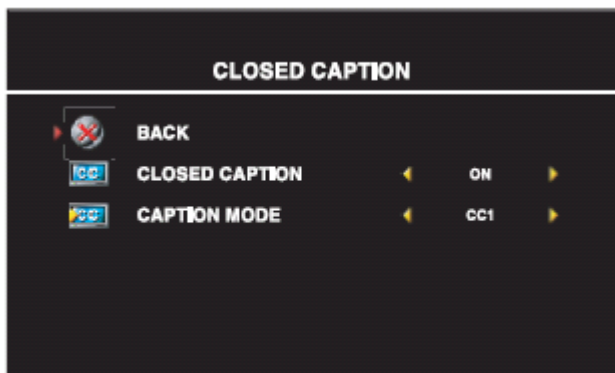 CLOSED CAPTION
BACK
CC CLOSED CAPTION ON
CC CAPTION MODE CC1